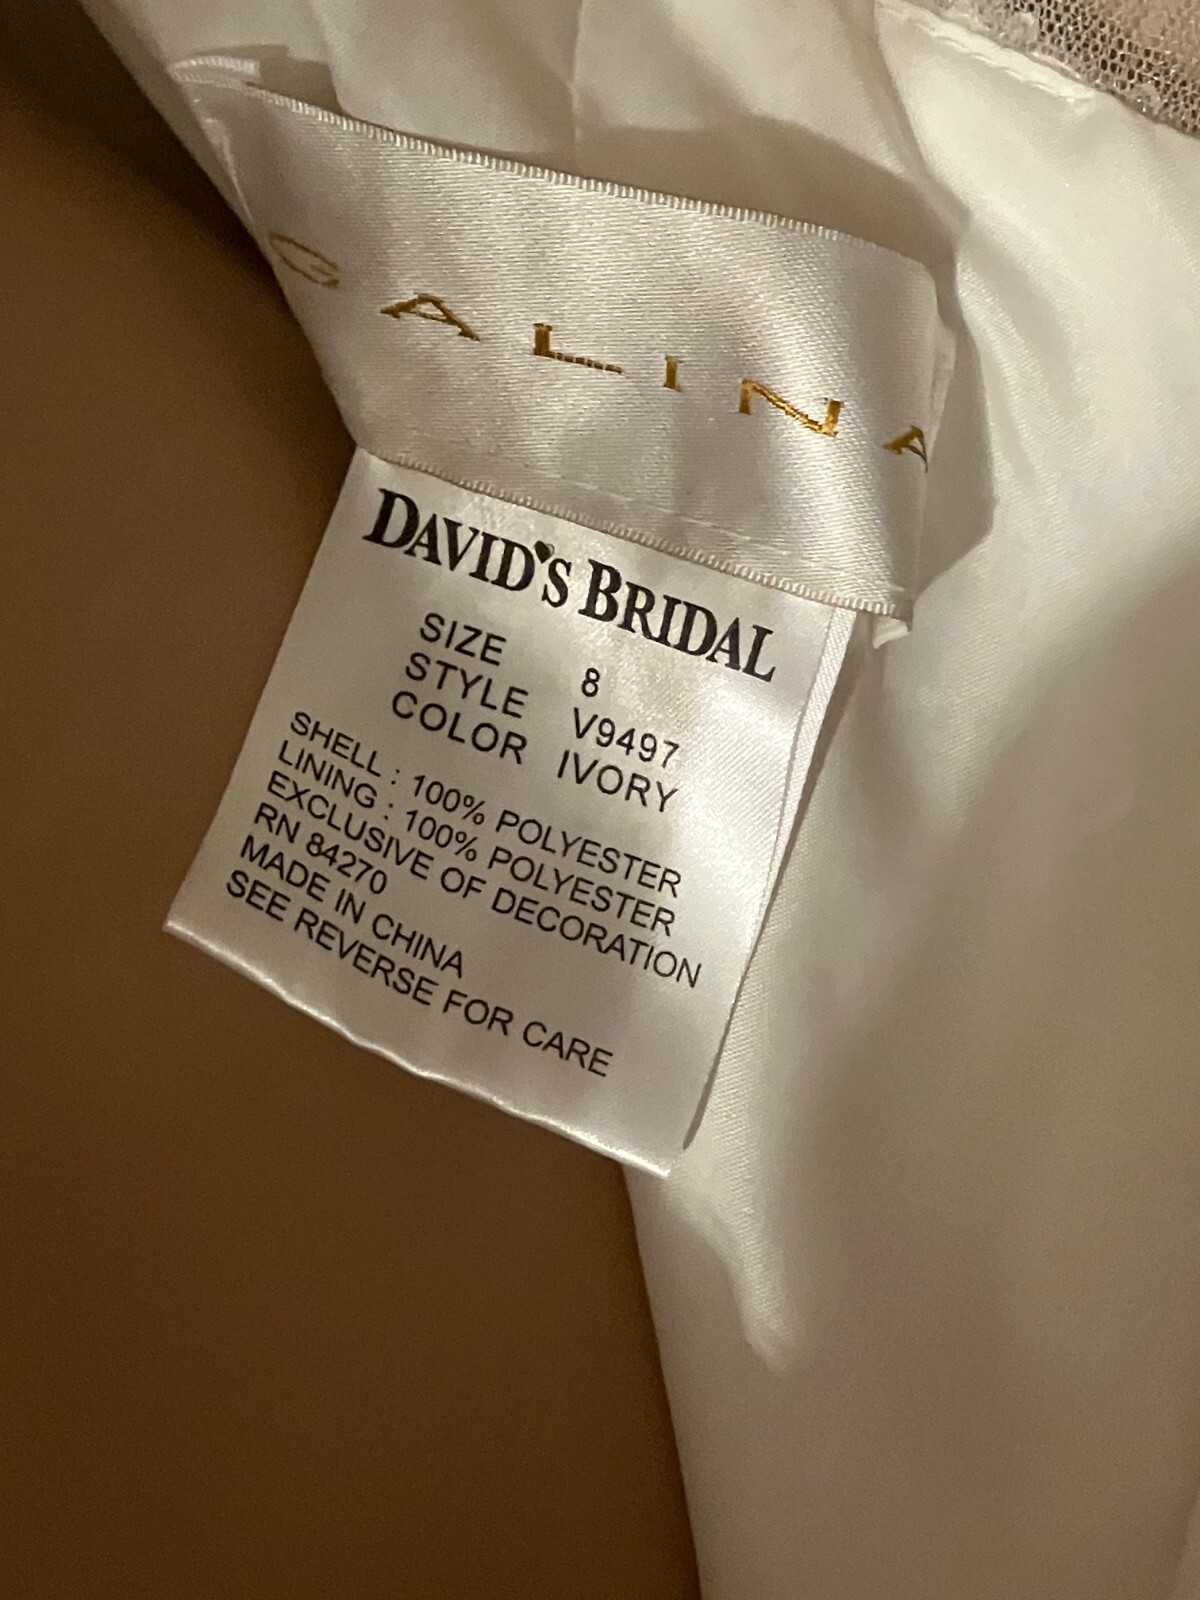 GALINA
DAVID'S BRIDAL
SIZE 8
STYLE V9497
COLOR IVORY
SHELL : 100% POLYESTER
LINING : 100% POLYESTER
EXCLUSIVE OF DECORATION
RN 84270
MADE IN CHINA
SEE REVERSE FOR CARE